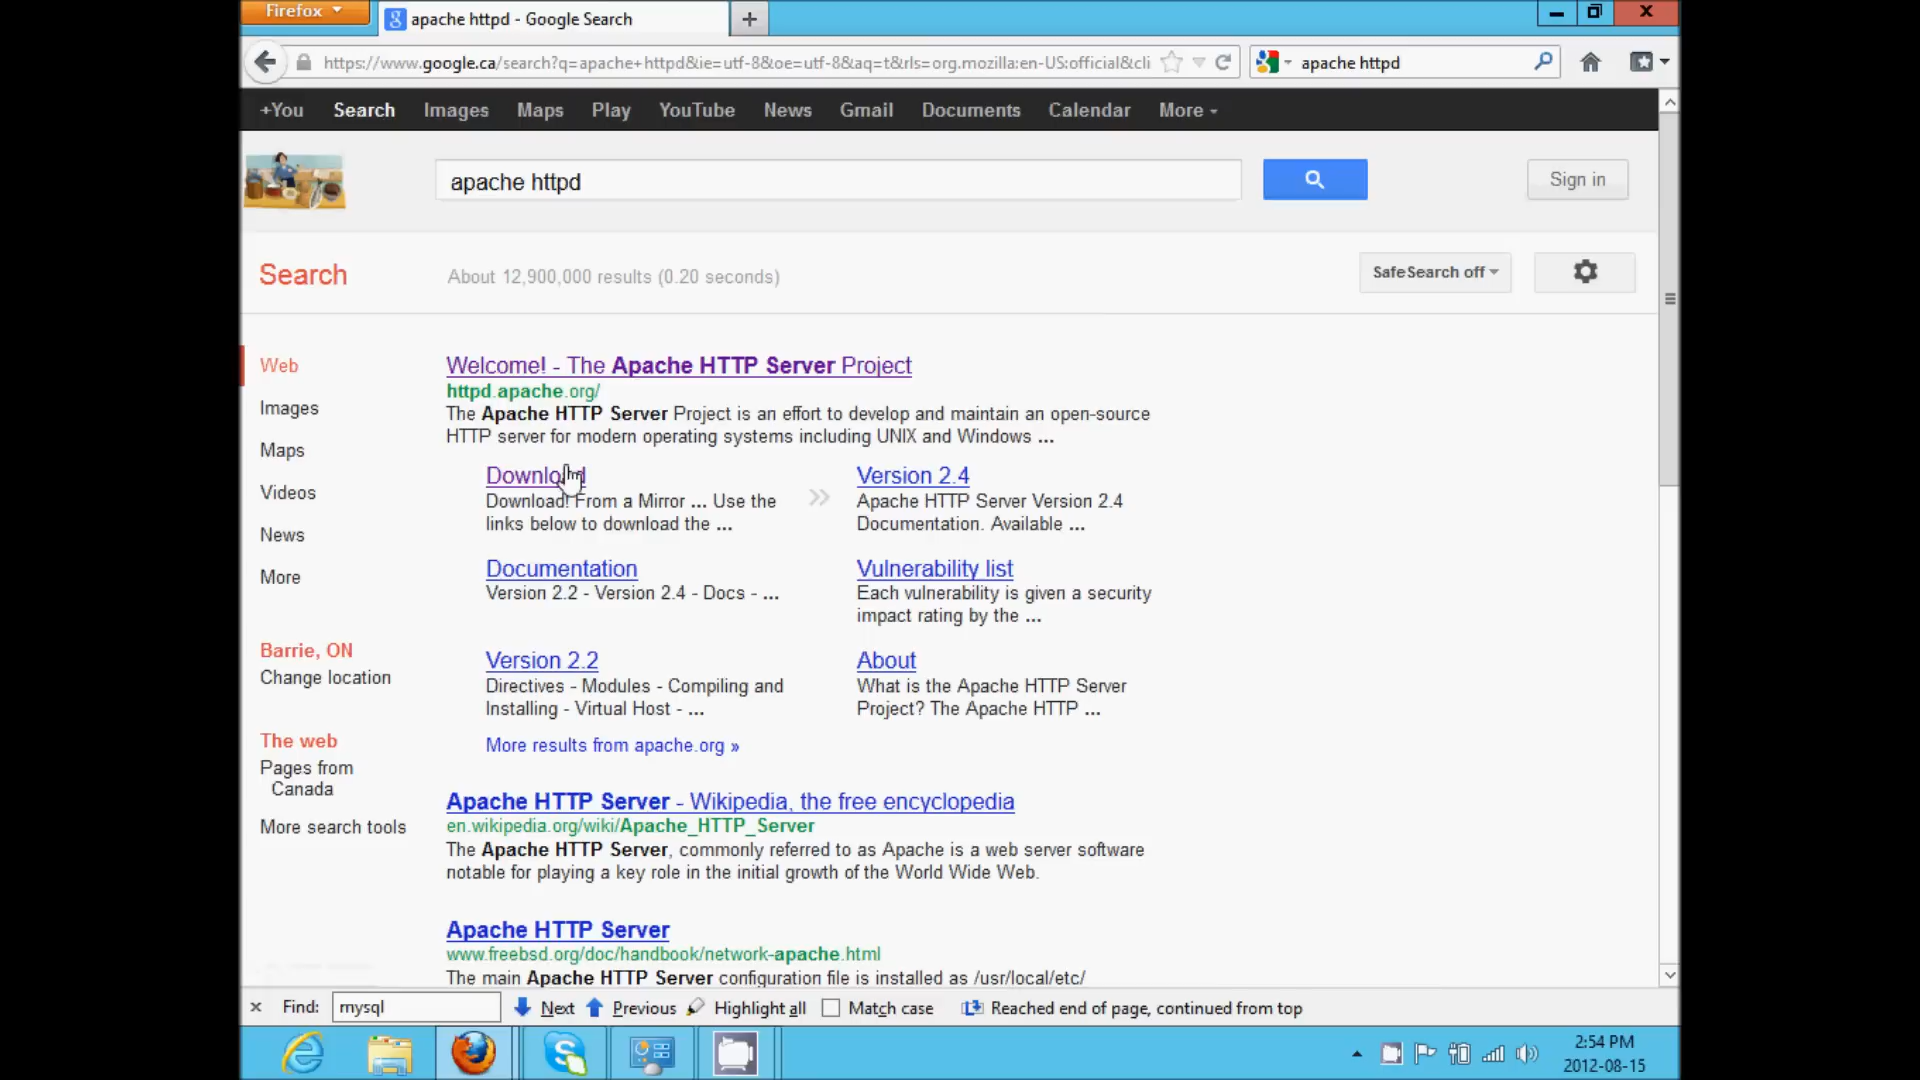 Firefox
apache httpd - Google Search
https://www.google.ca/search?q=apache+httpd&ie=utf-8&oe=utf-8&aq=t&rls=org.mozilla:en-US:official&cli
apache httpd
+You Search Images Maps Play YouTube News Gmail Documents Calendar More
apache httpd
Sign in
Search
About 12,900,000 results (0.20 seconds)
SafeSearch off
Web
Images
Maps
Videos
News
More
Barrie, ON
Change location
The web
Pages from
Canada
More search tools
Welcome! - The Apache HTTP Server Project
httpd.apache.org/
The Apache HTTP Server Project is an effort to develop and maintain an open-source
HTTP server for modern operating systems including UNIX and Windows ...
Download
Download! From a Mirror ... Use the
links below to download the ...
Version 2.4
Apache HTTP Server Version 2.4
Documentation. Available ...
Documentation
Version 2.2 - Version 2.4 - Docs - ...
Vulnerability list
Each vulnerability is given a security
impact rating by the ...
Version 2.2
Directives - Modules - Compiling and
Installing - Virtual Host - ...
About
What is the Apache HTTP Server
Project? The Apache HTTP ...
More results from apache.org »
Apache HTTP Server - Wikipedia, the free encyclopedia
en.wikipedia.org/wiki/Apache_HTTP_Server
The Apache HTTP Server, commonly referred to as Apache is a web server software
notable for playing a key role in the initial growth of the World Wide Web.
Apache HTTP Server
www.freebsd.org/doc/handbook/network-apache.html
The main Apache HTTP Server configuration file is installed as /usr/local/etc/
Find: mysql Next Previous Highlight all Match case Reached end of page, continued from top
2:54 PM
2012-08-15